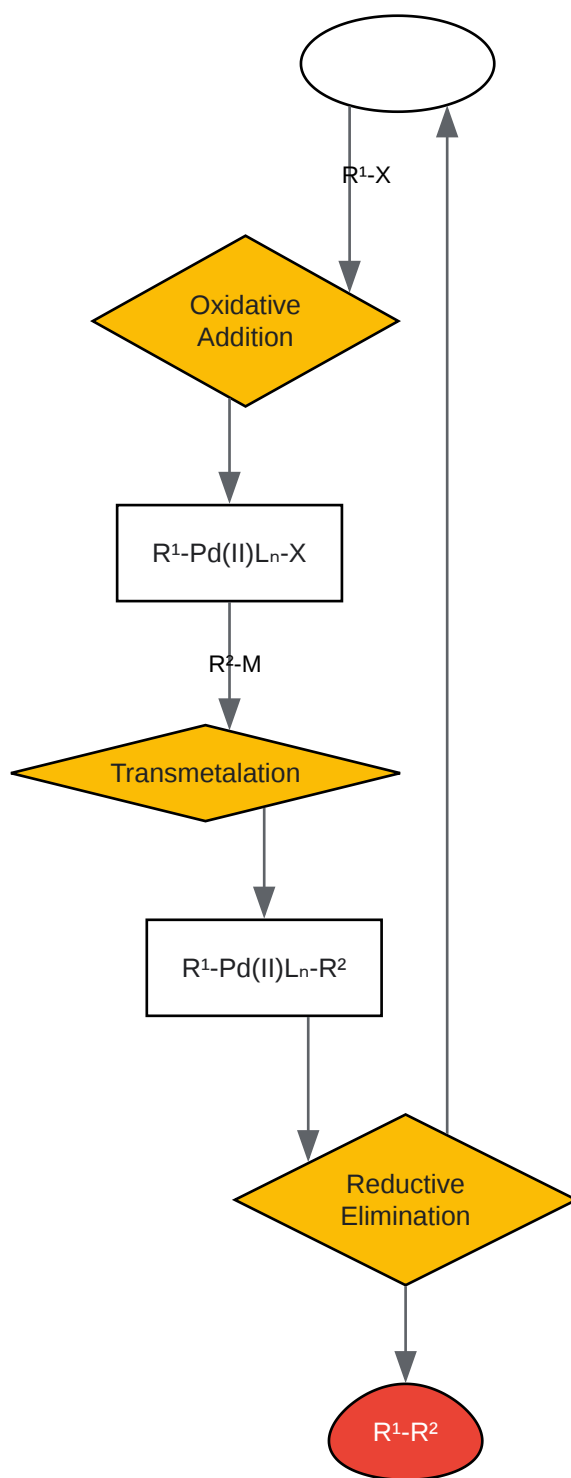 R¹-X
Oxidative
Addition
R¹-Pd(II)Lₙ-X
R²-M
Transmetalation
R¹-Pd(II)Lₙ-R²
Reductive
Elimination
R¹-R²